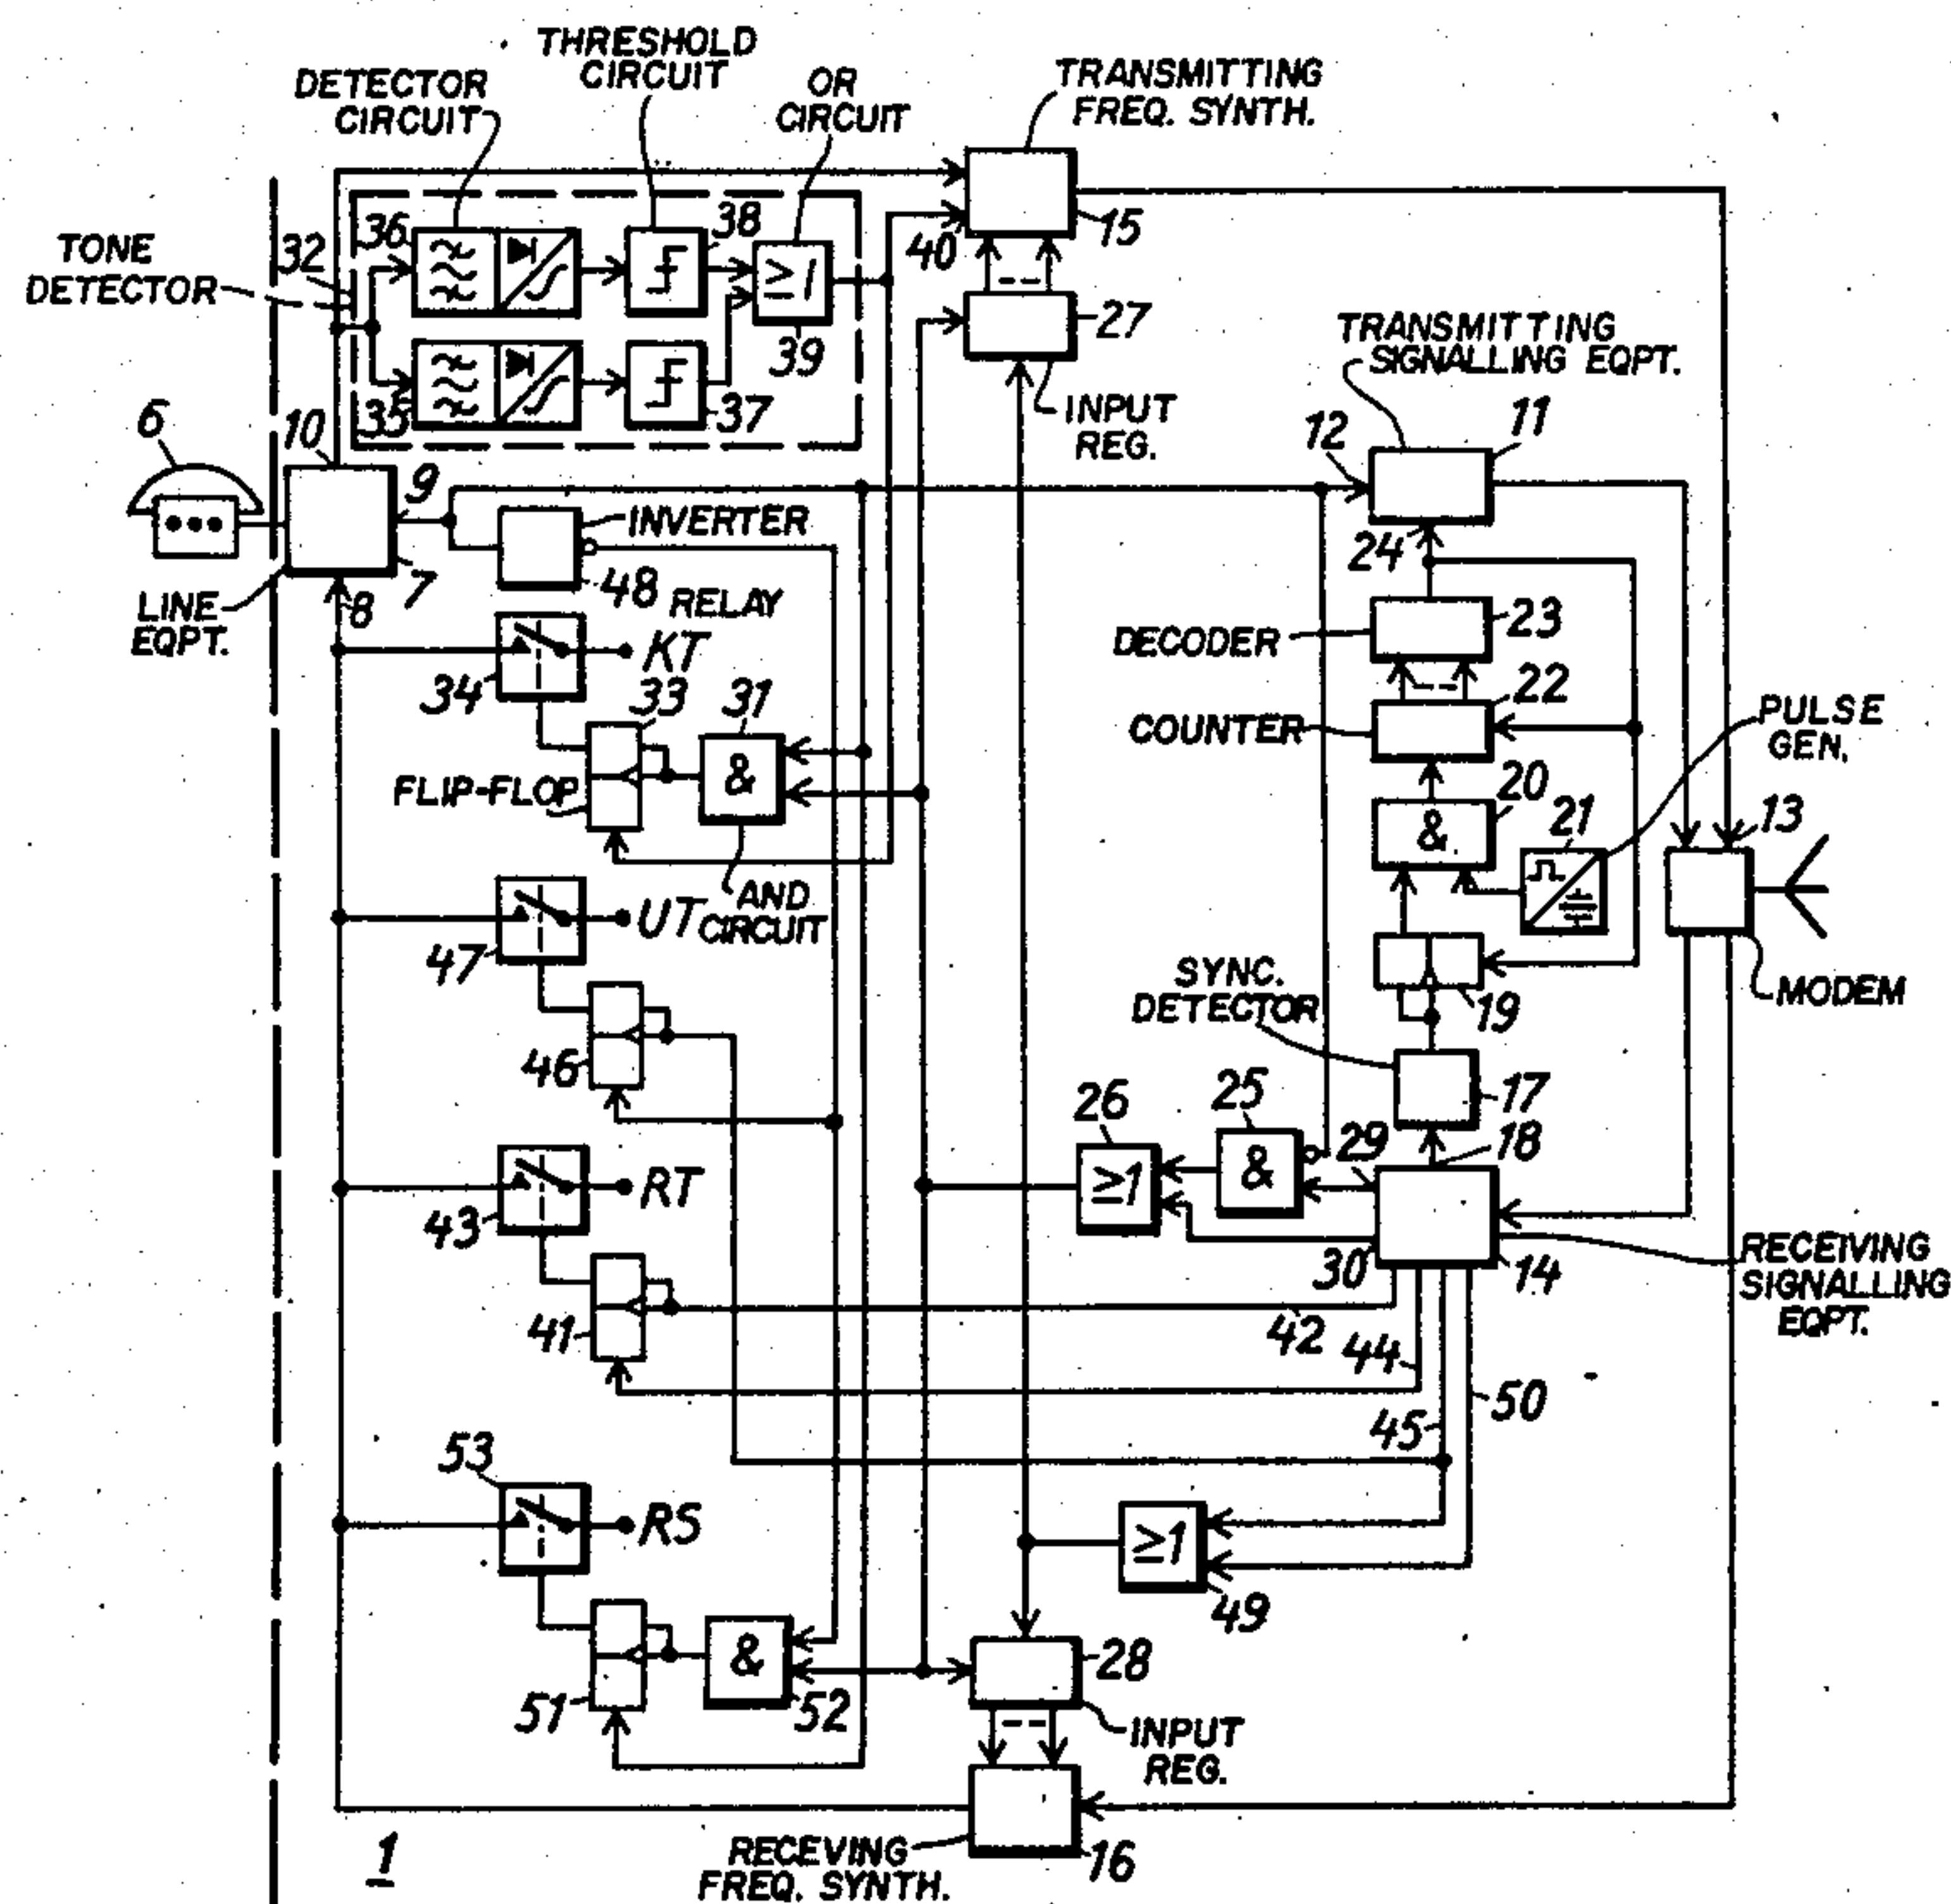 THRESHOLD
CIRCUIT
DETECTOR
CIRCUIT
OR
CIRCUIT
TRANSMITTING
FREQ. SYNTH.
TONE
DETECTOR
32
36
38
40
15
≥1
39
27
35
37
INPUT
REG.
TRANSMITTING
SIGNALLING EQPT.
6
10
9
12
11
INVERTER
24
LINE
EQPT.
8
7
48
RELAY
DECODER
23
KT
34
33
31
22
COUNTER
PULSE
GEN.
FLIP-FLOP
&
20
21
13
&
AND
CIRCUIT
UT
47
SYNC.
DETECTOR
19
MODEM
46
17
26
25
29
18
≥1
&
RT
43
30
14
RECEIVING
SIGNALLING
EQPT.
41
42
44
50
45
53
RS
≥1
49
&
28
51
52
INPUT
REG.
1
RECEVING
FREQ. SYNTH.
16